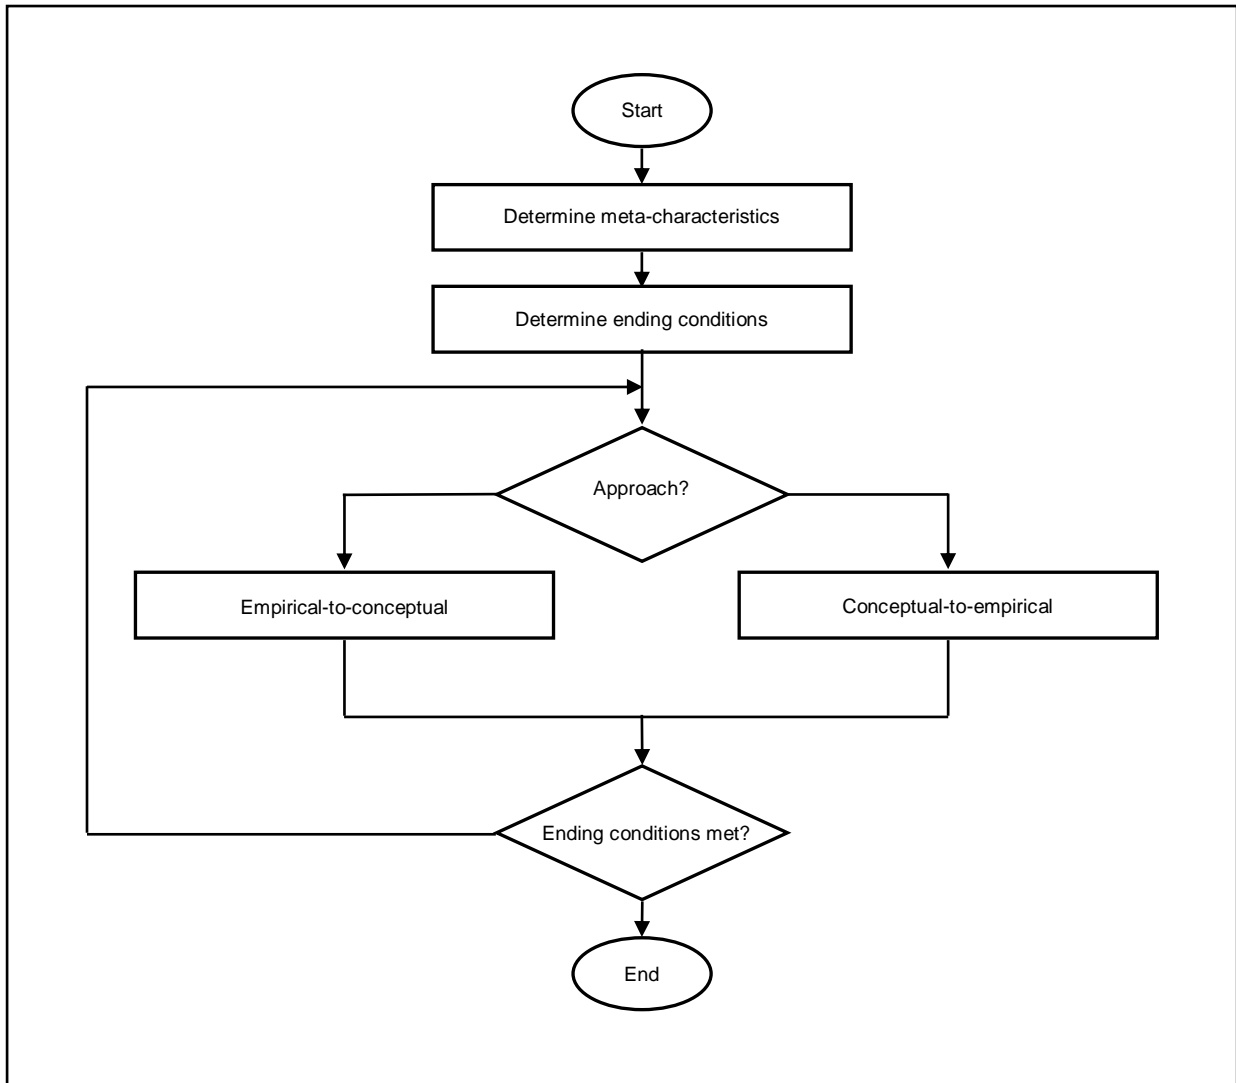 Start
Determine meta-characteristics
Determine ending conditions
Approach?
Empirical-to-conceptual
Conceptual-to-empirical
Ending conditions met?
End